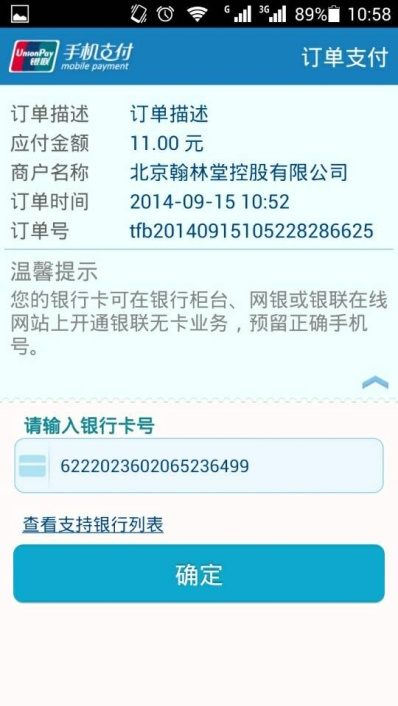 G 3G 89% 10:58
UnionPay 银联 手机支付 mobile payment 订单支付
订单描述 订单描述
应付金额 11.00 元
商户名称 北京翰林堂控股有限公司
订单时间 2014-09-15 10:52
订单号 tfb20140915105228286625
温馨提示
您的银行卡可在银行柜台、网银或银联在线
网站上开通银联无卡业务，预留正确手机
号。
请输入银行卡号
6222023602065236499
查看支持银行列表
确定